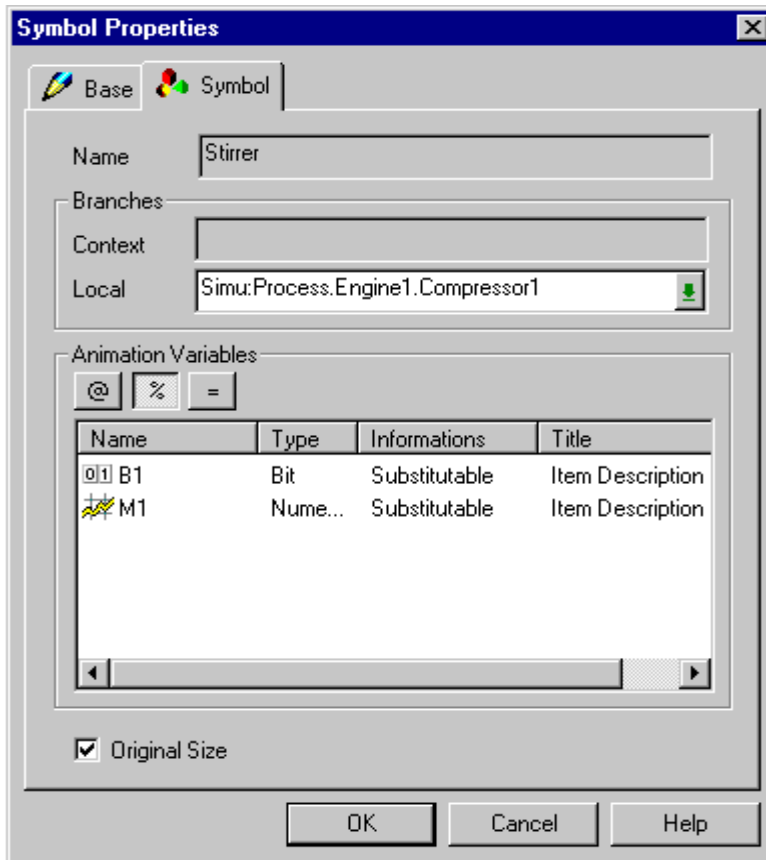 Symbol Properties
Base Symbol
Name Stirrer
Branches
Context
Local Simu:Process.Engine1.Compressor1
Animation Variables
@ % =
Name Type Informations Title
01 B1 Bit Substitutable Item Description
M1 Nume... Substitutable Item Description
Original Size
OK Cancel Help